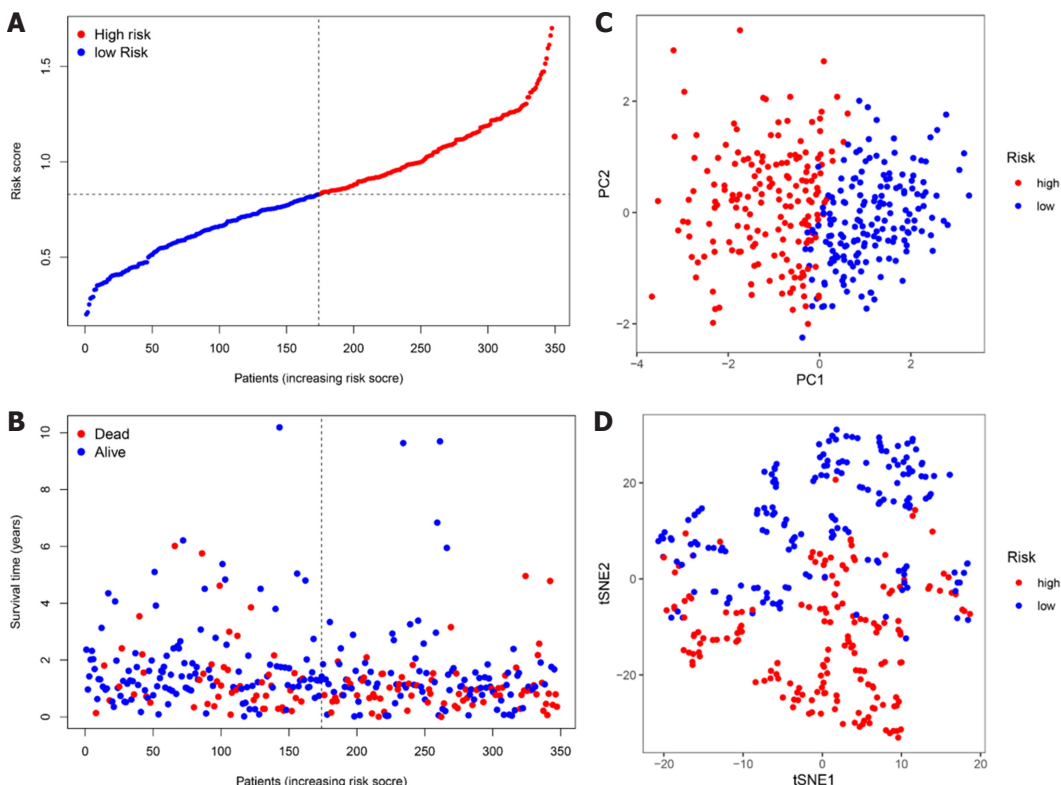 A
High risk
low Risk
Risk score
1.5
1.0
0.5
0 50 100 150 200 250 300 350
Patients (increasing risk socre)
B
Dead
Alive
Survival time (years)
10
8
6
4
2
0
0 50 100 150 200 250 300 350
Patients (increasing risk socre)
C
PC2
2
0
−2
−4 −2 0 2
PC1
Risk
high
low
D
tSNE2
20
0
−20
−20 −10 0 10 20
tSNE1
Risk
high
low